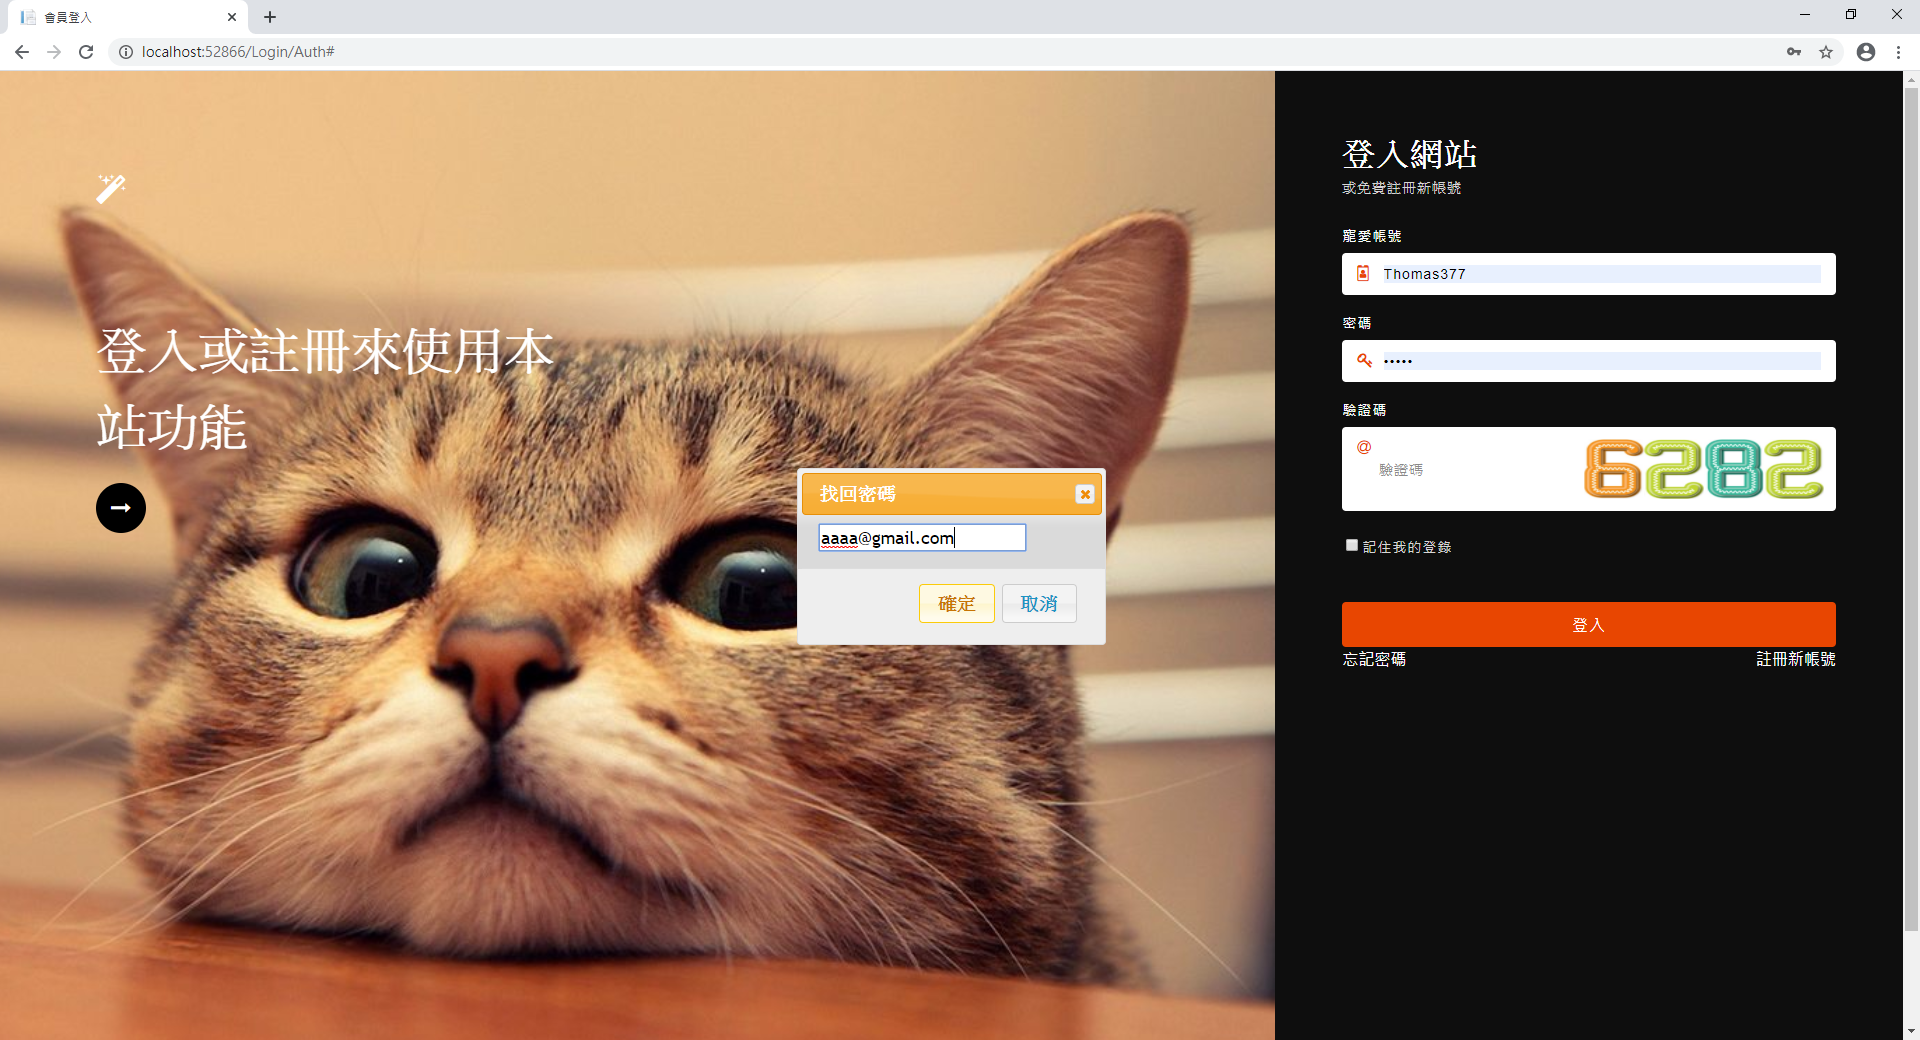 會員登入
localhost:52866/Login/Auth#
登入或註冊來使用本
站功能
找回密碼
aaaa@gmail.com
確定 取消
登入網站
或免費註冊新帳號
寵愛帳號
Thomas377
密碼
•••••
驗證碼
@
驗證碼
6282
記住我的登錄
登入
忘記密碼 註冊新帳號